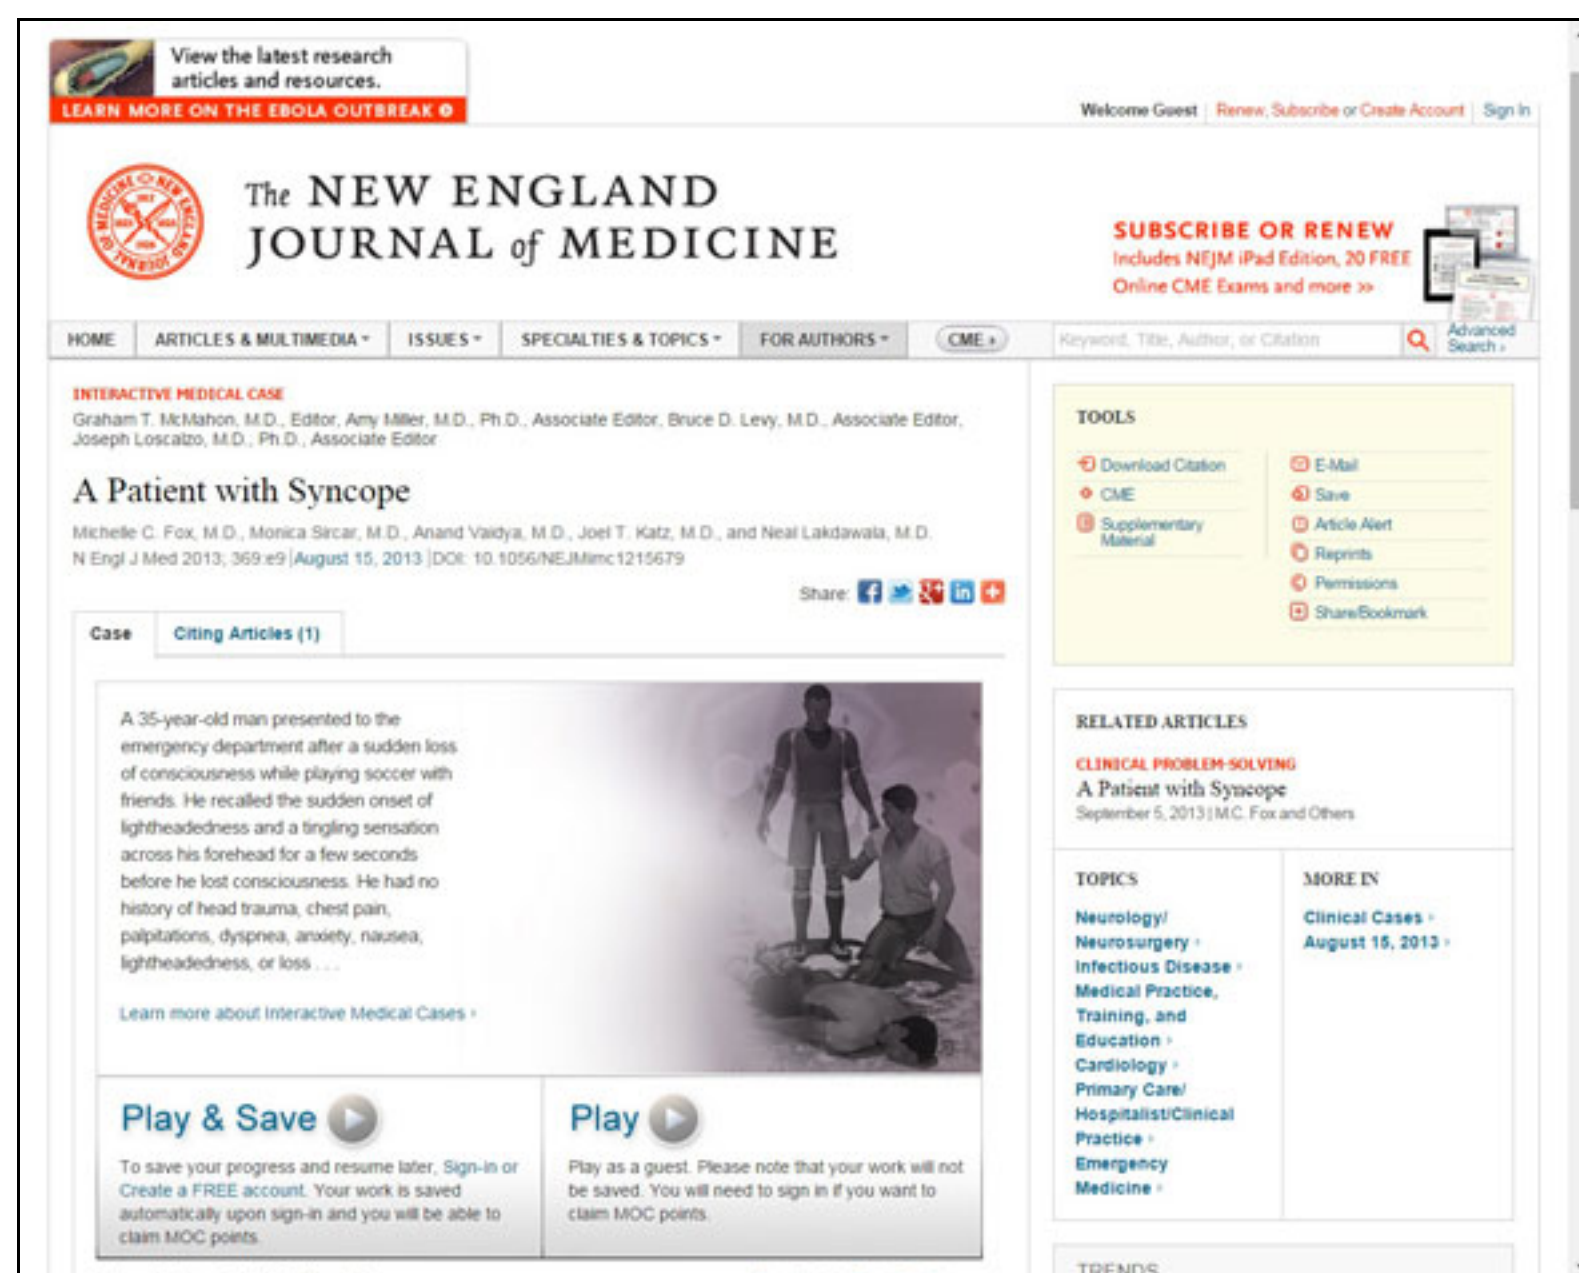 View the latest research
articles and resources.
LEARN MORE ON THE EBOLA OUTBREAK
Welcome Guest | Renew, Subscribe or Create Account | Sign In
The NEW ENGLAND
JOURNAL of MEDICINE
SUBSCRIBE OR RENEW
Includes NEJM iPad Edition, 20 FREE
Online CME Exams and more >>
HOME ARTICLES & MULTIMEDIA ISSUES SPECIALTIES & TOPICS FOR AUTHORS CME
Keyword, Title, Author, or Citation
Advanced
Search
INTERACTIVE MEDICAL CASE
Graham T. McMahon, M.D., Editor, Amy Miller, M.D., Ph.D., Associate Editor, Bruce D. Levy, M.D., Associate Editor,
Joseph Loscalzo, M.D., Ph.D., Associate Editor
A Patient with Syncope
Michelle C. Fox, M.D., Monica Sircar, M.D., Anand Vaidya, M.D., Joel T. Katz, M.D., and Neal Lakdawala, M.D.
N Engl J Med 2013; 369:e9 | August 15, 2013 | DOI: 10.1056/NEJMimc1215679
Share:
Case
Citing Articles (1)
A 35-year-old man presented to the
emergency department after a sudden loss
of consciousness while playing soccer with
friends. He recalled the sudden onset of
lightheadedness and a tingling sensation
across his forehead for a few seconds
before he lost consciousness. He had no
history of head trauma, chest pain,
palpitations, dyspnea, anxiety, nausea,
lightheadedness, or loss . . .
Learn more about Interactive Medical Cases
Play & Save
To save your progress and resume later, Sign-in or
Create a FREE account. Your work is saved
automatically upon sign-in and you will be able to
claim MOC points.
Play
Play as a guest. Please note that your work will not
be saved. You will need to sign in if you want to
claim MOC points.
TOOLS
Download Citation
CME
Supplementary
Material
E-Mail
Save
Article Alert
Reprints
Permissions
Share/Bookmark
RELATED ARTICLES
CLINICAL PROBLEM-SOLVING
A Patient with Syncope
September 5, 2013 | M.C. Fox and Others
TOPICS
Neurology/
Neurosurgery
Infectious Disease
Medical Practice,
Training, and
Education
Cardiology
Primary Care/
Hospitalist/Clinical
Practice
Emergency
Medicine
MORE IN
Clinical Cases
August 15, 2013
TRENDS